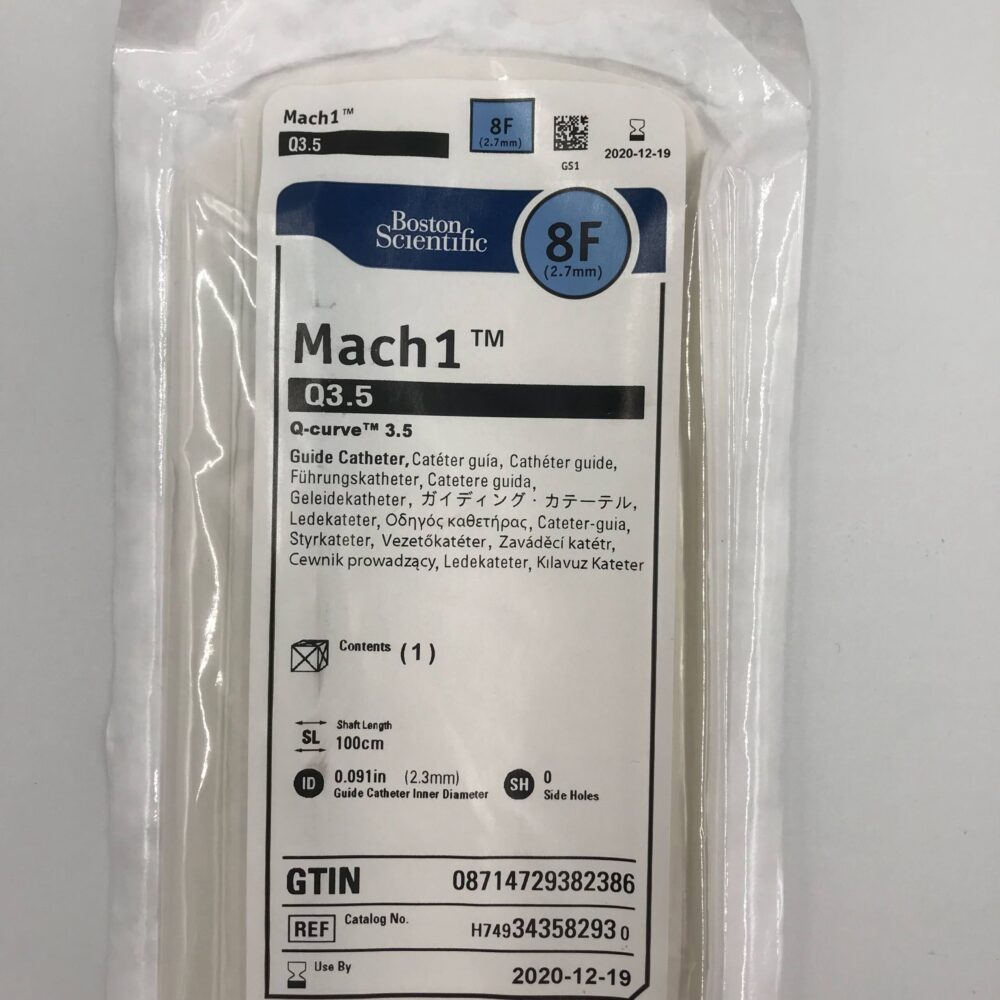 Mach1™
Q3.5
8F
(2.7mm)
GS1
2020-12-19
Boston
Scientific
8F
(2.7mm)
Mach1™
Q3.5
Q-curve™ 3.5
Guide Catheter, Catéter guía, Cathéter guide,
Führungskatheter, Catetere guida,
Geleidekatheter, ガイディング・カテーテル,
Ledekateter, Οδηγός καθετήρας, Cateter-guia,
Styrkateter, Vezetőkatéter, Zaváděcí katétr,
Cewnik prowadzący, Ledekateter, Kılavuz Kateter
Contents (1)
SL Shaft Length
100cm
ID 0.091in (2.3mm)
Guide Catheter Inner Diameter
SH 0
Side Holes
GTIN 08714729382386
REF Catalog No. H74934358293 0
Use By 2020-12-19